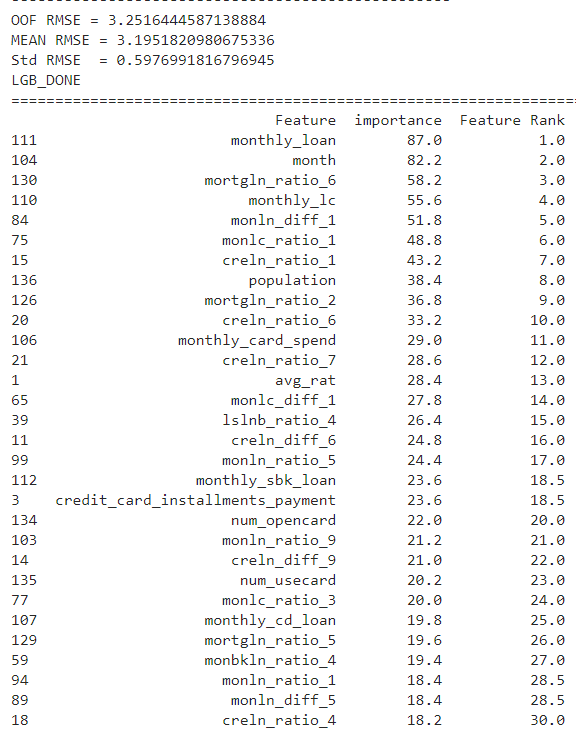 --------------------------------------------------
OOF RMSE = 3.2516444587138884
MEAN RMSE = 3.1951820980675336
Std RMSE  = 0.5976991816796945
LGB_DONE
================================================================
Feature importance Feature Rank
111 monthly_loan 87.0 1.0
104 month 82.2 2.0
130 mortgln_ratio_6 58.2 3.0
110 monthly_lc 55.6 4.0
84 monln_diff_1 51.8 5.0
75 monlc_ratio_1 48.8 6.0
15 creln_ratio_1 43.2 7.0
136 population 38.4 8.0
126 mortgln_ratio_2 36.8 9.0
20 creln_ratio_6 33.2 10.0
106 monthly_card_spend 29.0 11.0
21 creln_ratio_7 28.6 12.0
1 avg_rat 28.4 13.0
65 monlc_diff_1 27.8 14.0
39 lslnb_ratio_4 26.4 15.0
11 creln_diff_6 24.8 16.0
99 monln_ratio_5 24.4 17.0
112 monthly_sbk_loan 23.6 18.5
3 credit_card_installments_payment 23.6 18.5
134 num_opencard 22.0 20.0
103 monln_ratio_9 21.2 21.0
14 creln_diff_9 21.0 22.0
135 num_usecard 20.2 23.0
77 monlc_ratio_3 20.0 24.0
107 monthly_cd_loan 19.8 25.0
129 mortgln_ratio_5 19.6 26.0
59 monbkln_ratio_4 19.4 27.0
94 monln_ratio_1 18.4 28.5
89 monln_diff_5 18.4 28.5
18 creln_ratio_4 18.2 30.0